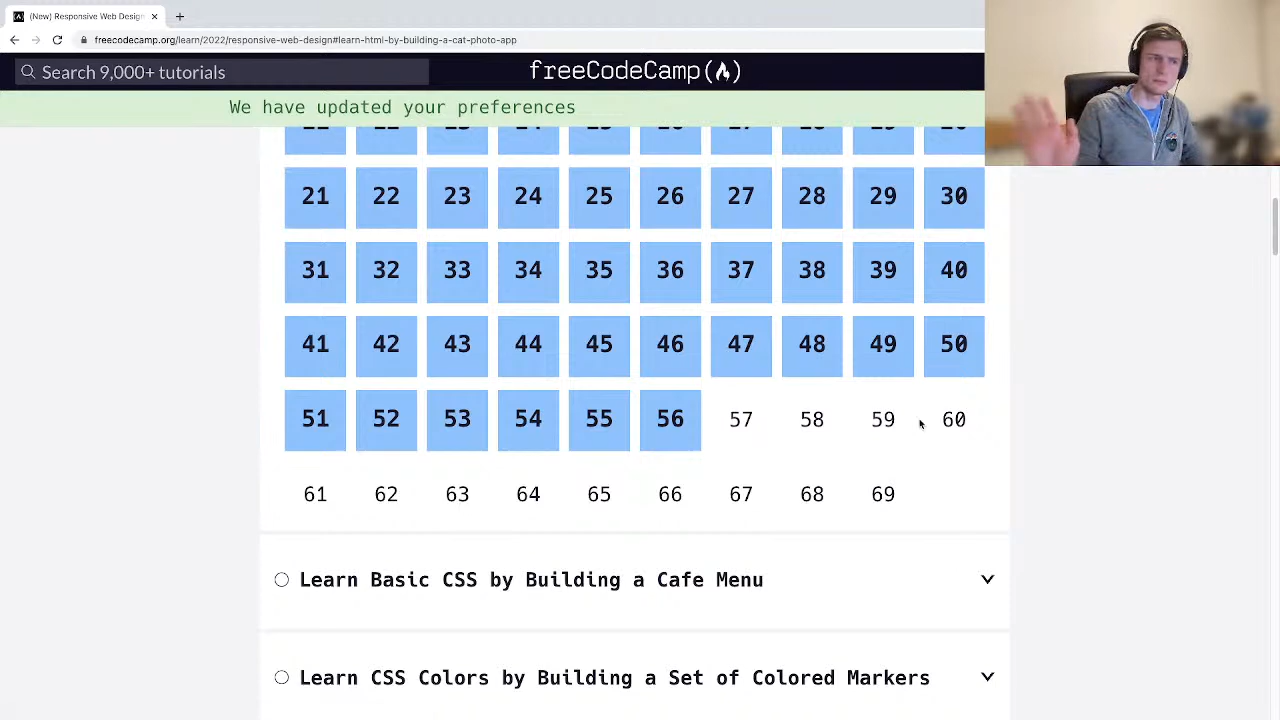 (New) Responsive Web Design
freecodecamp.org/learn/2022/responsive-web-design#learn-html-by-building-a-cat-photo-app
Search 9,000+ tutorials
freeCodeCamp
We have updated your preferences
21 22 23 24 25 26 27 28 29 30
31 32 33 34 35 36 37 38 39 40
41 42 43 44 45 46 47 48 49 50
51 52 53 54 55 56 57 58 59 60
61 62 63 64 65 66 67 68 69
Learn Basic CSS by Building a Cafe Menu
Learn CSS Colors by Building a Set of Colored Markers